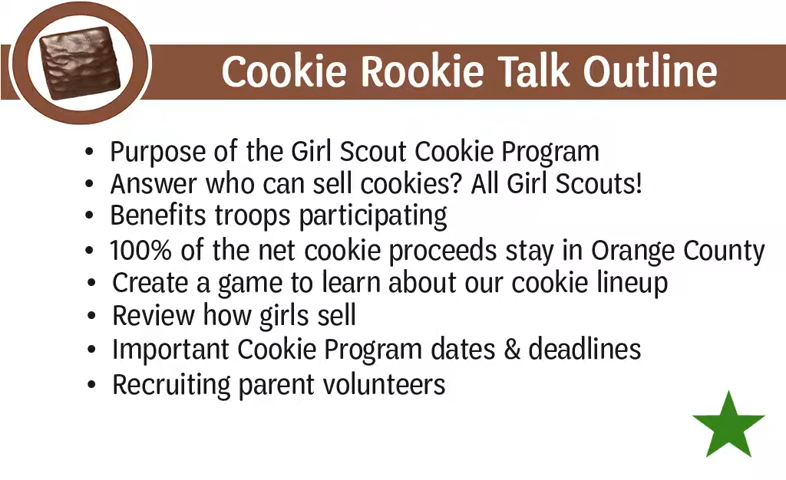 Cookie Rookie Talk Outline
• Purpose of the Girl Scout Cookie Program
• Answer who can sell cookies? All Girl Scouts!
• Benefits troops participating
• 100% of the net cookie proceeds stay in Orange County
• Create a game to learn about our cookie lineup
• Review how girls sell
• Important Cookie Program dates & deadlines
• Recruiting parent volunteers